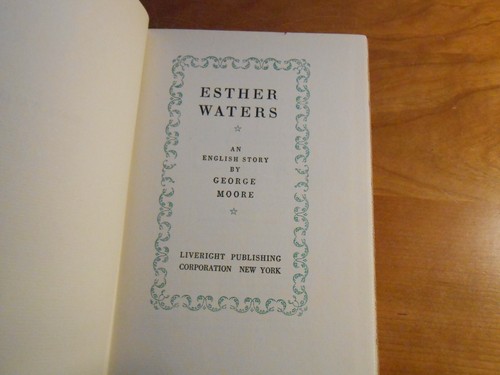 ESTHER
WATERS
AN
ENGLISH STORY
BY
GEORGE
MOORE
LIVERIGHT PUBLISHING
CORPORATION NEW YORK